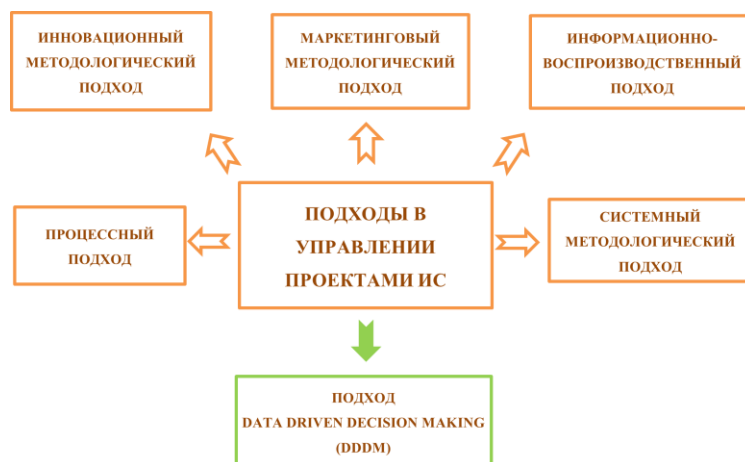 ИННОВАЦИОННЫЙ
МЕТОДОЛОГИЧЕСКИЙ
ПОДХОД
МАРКЕТИНГОВЫЙ
МЕТОДОЛОГИЧЕСКИЙ
ПОДХОД
ИНФОРМАЦИОННО-
ВОСПРОИЗВОДСТВЕННЫЙ
ПОДХОД
ПРОЦЕССНЫЙ
ПОДХОД
ПОДХОДЫ В
УПРАВЛЕНИИ
ПРОЕКТАМИ ИС
СИСТЕМНЫЙ
МЕТОДОЛОГИЧЕСКИЙ
ПОДХОД
ПОДХОД
DATA DRIVEN DECISION MAKING
(DDDM)